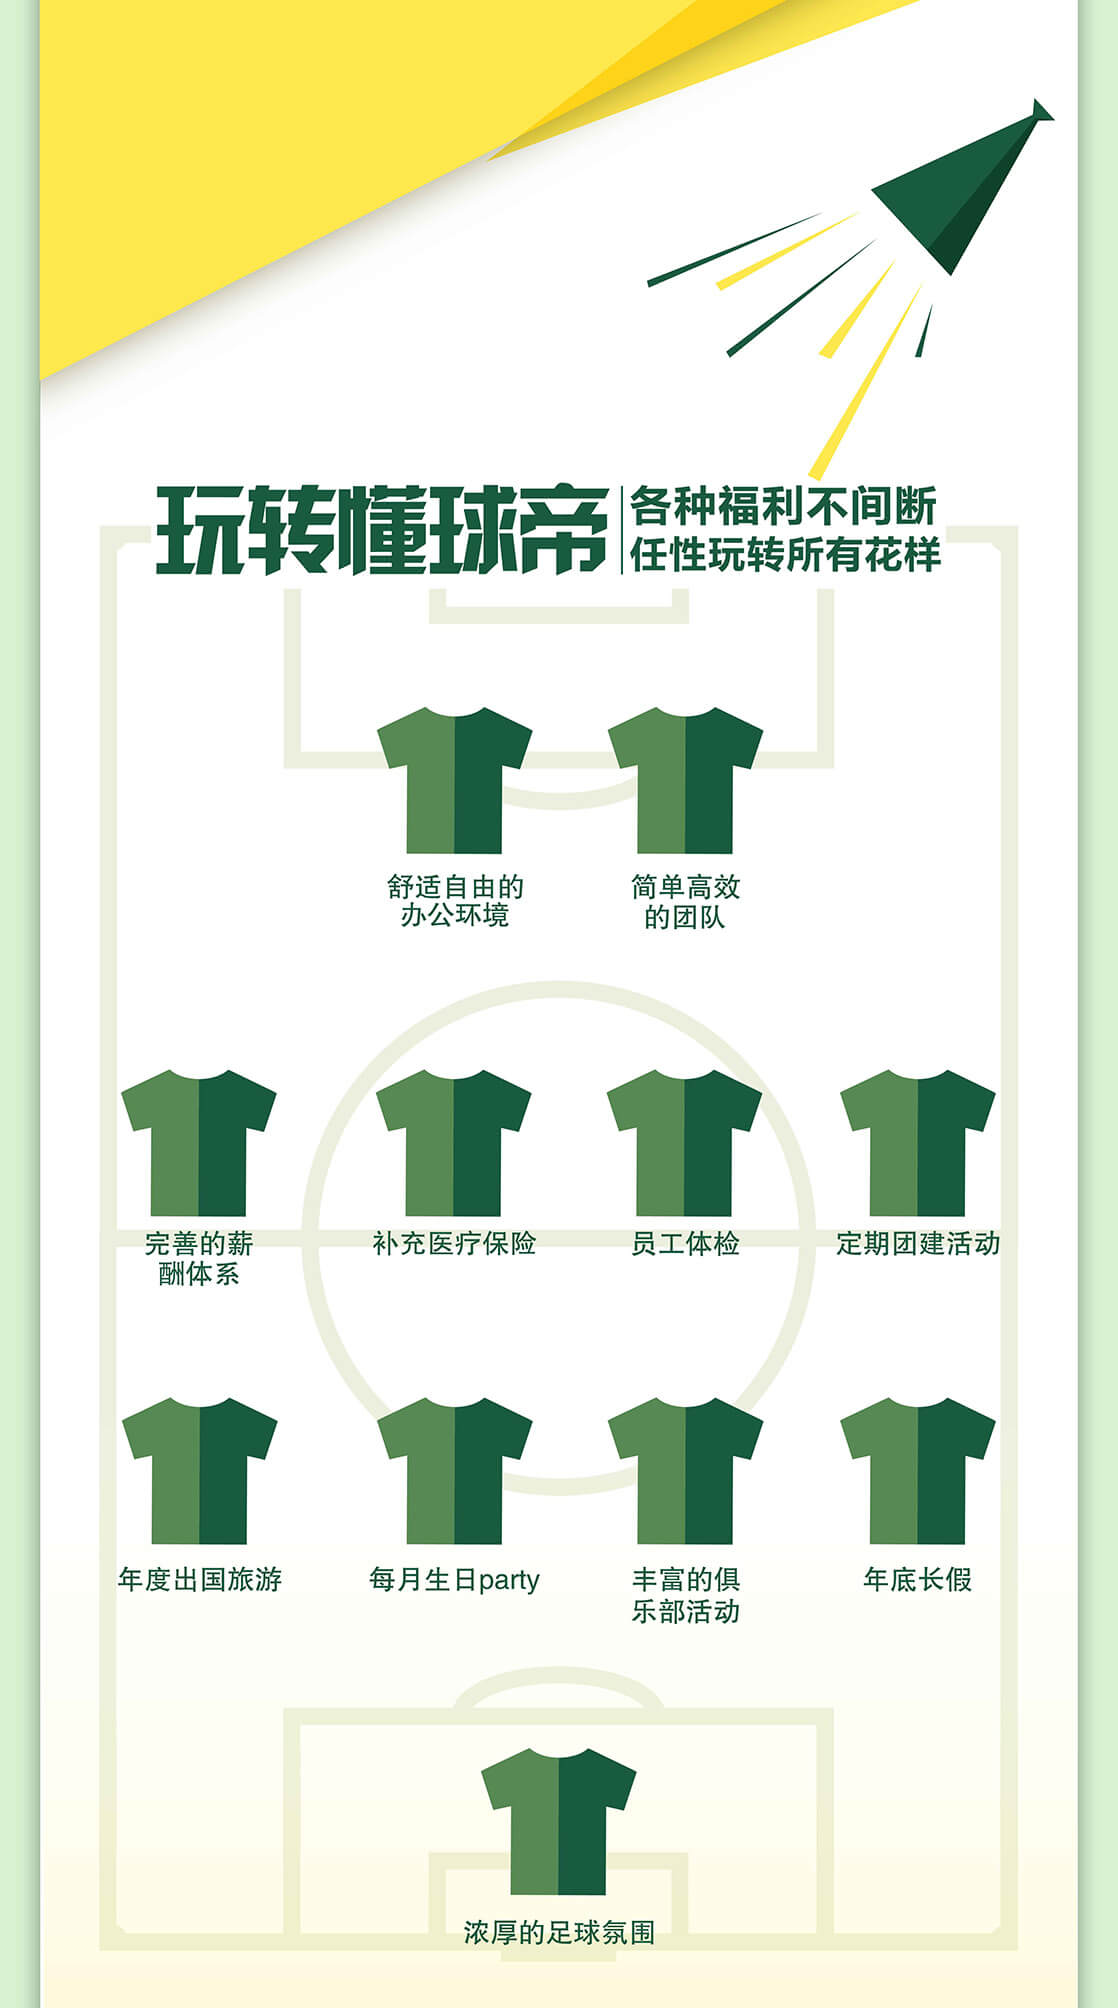 玩转懂球帝
各种福利不间断
任性玩转所有花样
舒适自由的
办公环境
简单高效
的团队
完善的薪
酬体系
补充医疗保险
员工体检
定期团建活动
年度出国旅游
每月生日party
丰富的俱
乐部活动
年底长假
浓厚的足球氛围